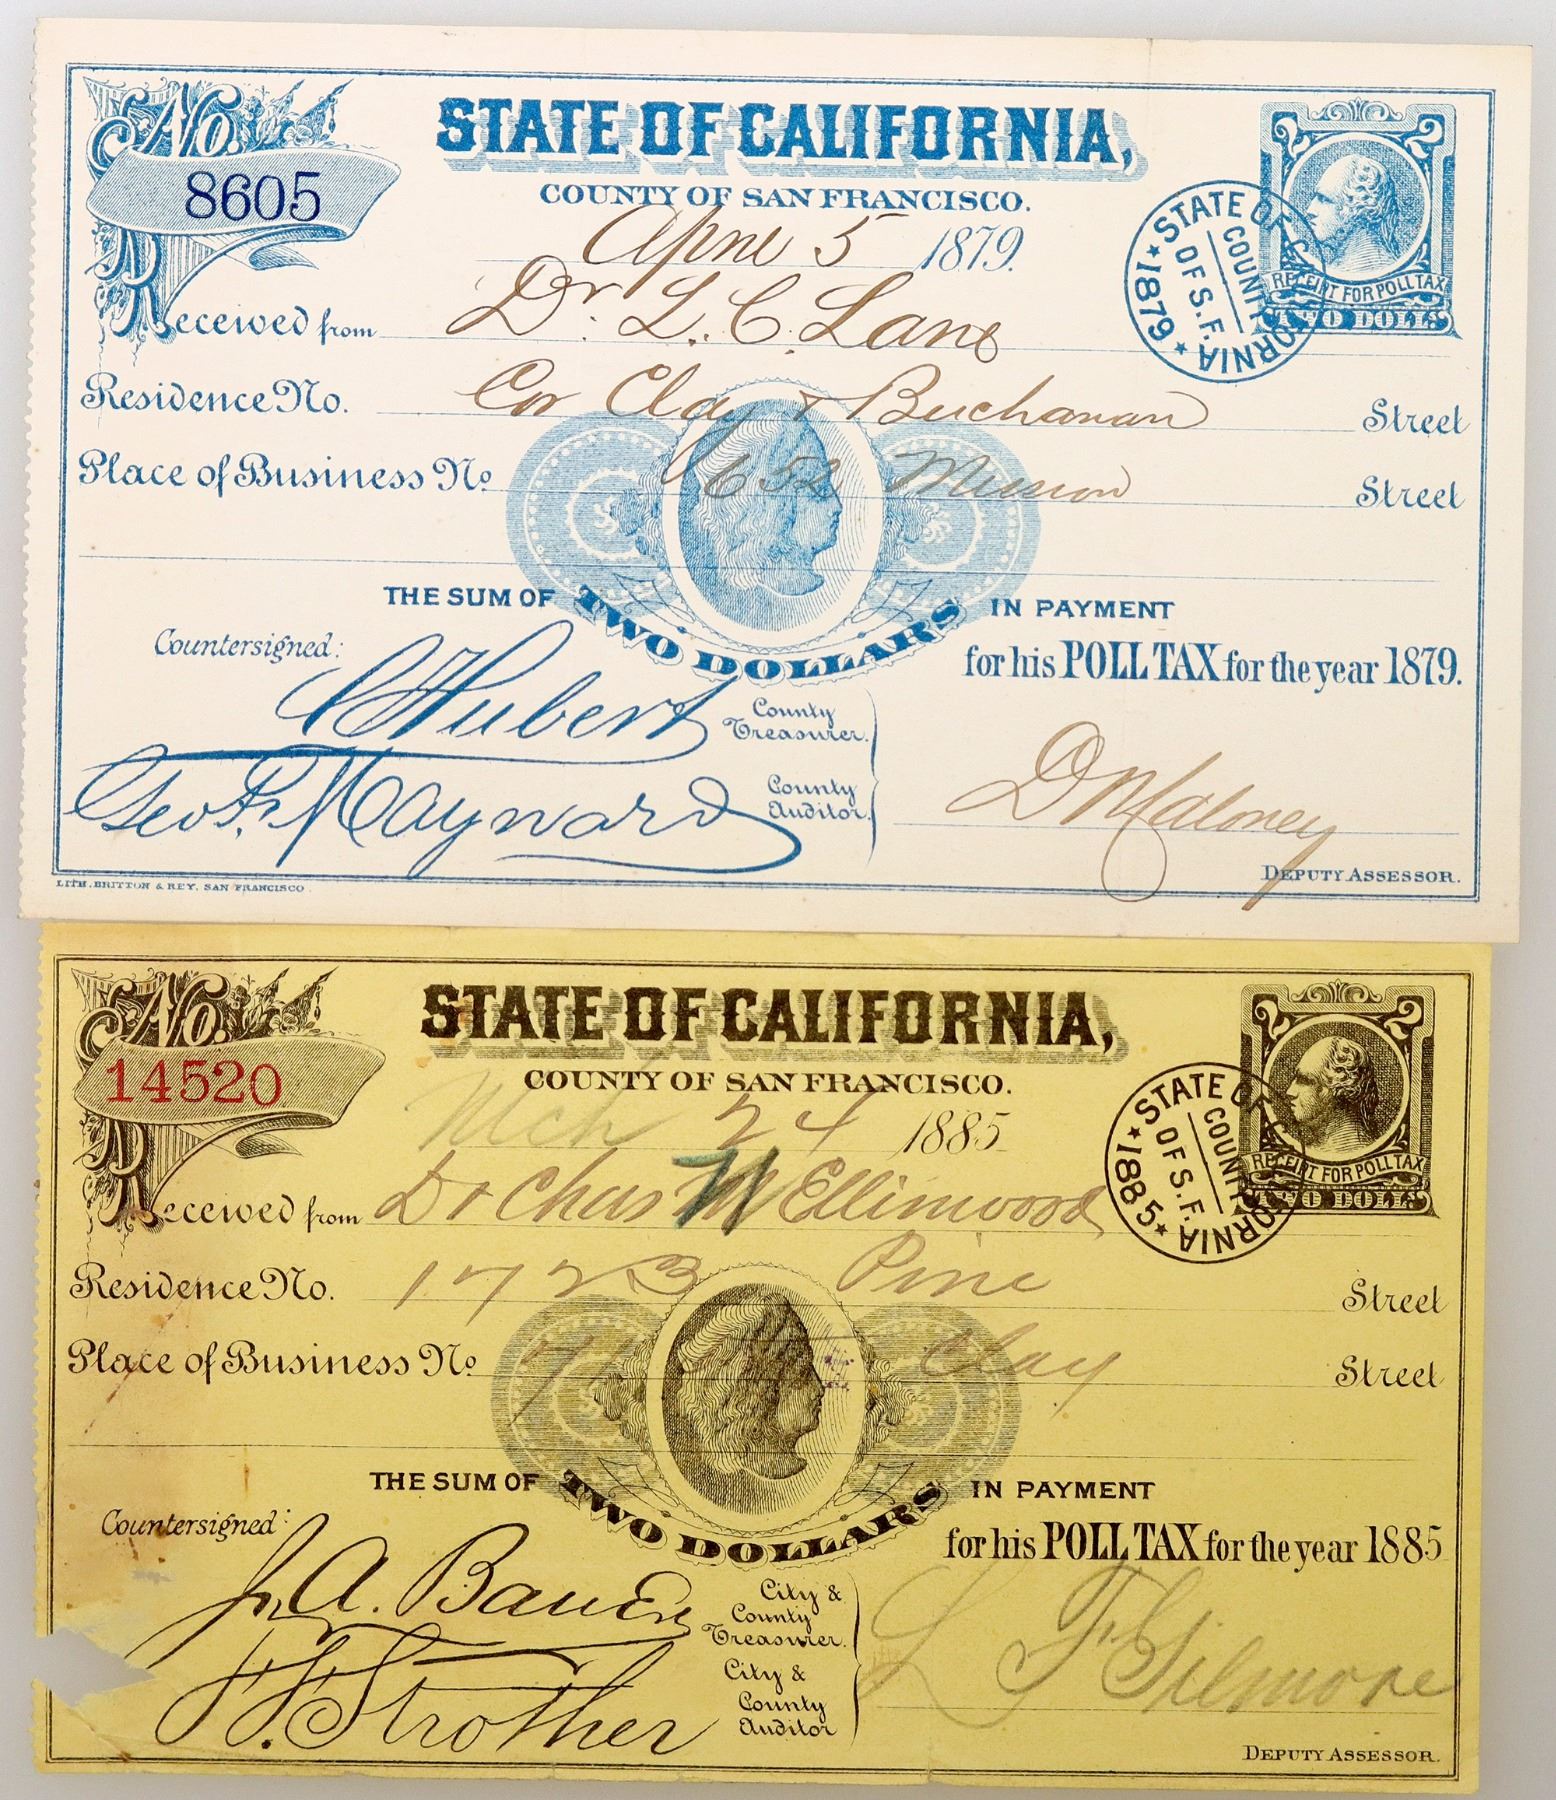 No.
8605
STATE OF CALIFORNIA,
COUNTY OF SAN FRANCISCO.
2 2
RECEIPT FOR POLL TAX
TWO DOLLS
STATE OF CALIFORNIA
COUNTY OF S.F.
★ 1879 ★
April 5 1879.
Received from Dr. L. C. Lane
Residence No. Cor Clay & Buchanan Street
Place of Business No 652 Mission Street
THE SUM OF TWO DOLLARS IN PAYMENT
for his POLL TAX for the year 1879.
Countersigned:
C Hubert County Treasurer.
Geo. F. Maynard County Auditor.
D Maloney
DEPUTY ASSESSOR.
LITH. BRITTON & REY, SAN FRANCISCO
No.
14520
STATE OF CALIFORNIA,
COUNTY OF SAN FRANCISCO.
2 2
RECEIPT FOR POLL TAX
TWO DOLLS
STATE OF CALIFORNIA
COUNTY OF S.F.
★ 1885 ★
Mch 24 1885
Received from Dr Chas Ellinwood
Residence No. 1723 Pine Street
Place of Business No Clay Street
THE SUM OF TWO DOLLARS IN PAYMENT
for his POLL TAX for the year 1885
Countersigned:
J. A. Bauer City & County Treasurer.
F. F. Strother City & County Auditor
L F Gilmore
DEPUTY ASSESSOR.